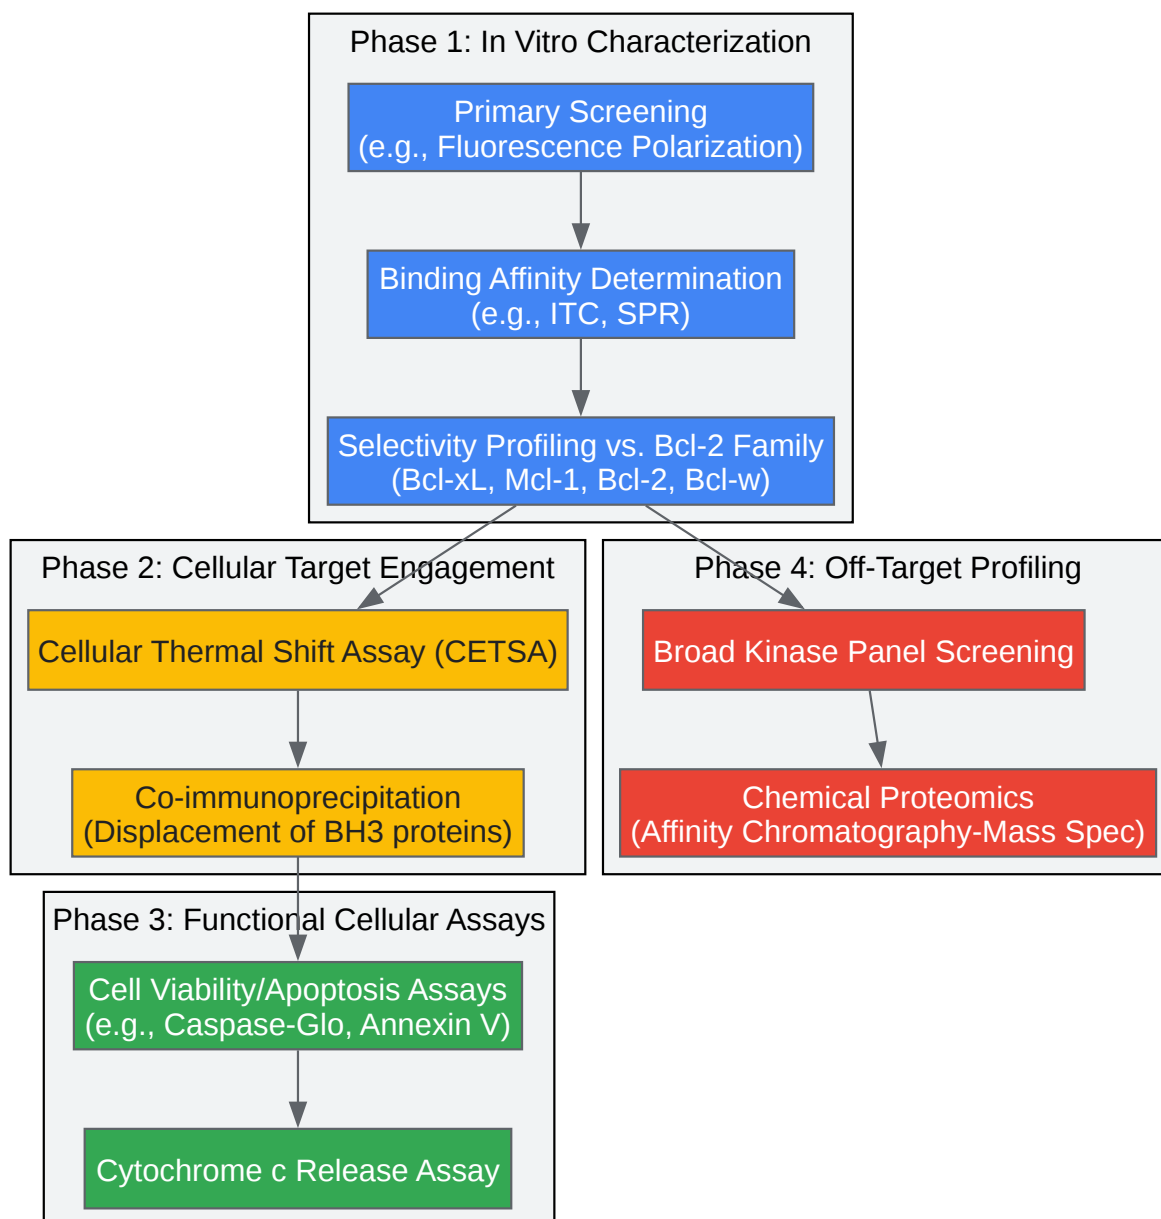 Phase 1: In Vitro Characterization
Primary Screening
(e.g., Fluorescence Polarization)
Binding Affinity Determination
(e.g., ITC, SPR)
Selectivity Profiling vs. Bcl-2 Family
(Bcl-xL, Mcl-1, Bcl-2, Bcl-w)
Phase 2: Cellular Target Engagement
Cellular Thermal Shift Assay (CETSA)
Co-immunoprecipitation
(Displacement of BH3 proteins)
Phase 4: Off-Target Profiling
Broad Kinase Panel Screening
Chemical Proteomics
(Affinity Chromatography-Mass Spec)
Phase 3: Functional Cellular Assays
Cell Viability/Apoptosis Assays
(e.g., Caspase-Glo, Annexin V)
Cytochrome c Release Assay